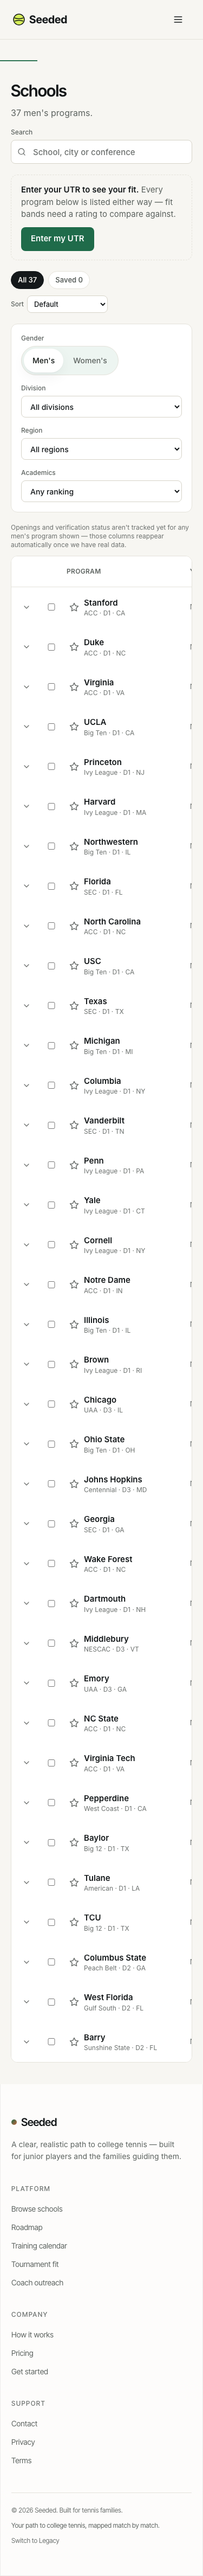 Seeded
Schools
37 men's programs.
Search
School, city or conference
Enter your UTR to see your fit. Every
program below is listed either way — fit
bands need a rating to compare against.
Enter my UTR
All 37
Saved 0
Sort
Default
Gender
Men's
Women's
Division
All divisions
Region
All regions
Academics
Any ranking
Openings and verification status aren't tracked yet for any
men's program shown — those columns reappear
automatically once we have real data.
PROGRAM
Stanford
ACC · D1 · CA
Duke
ACC · D1 · NC
Virginia
ACC · D1 · VA
UCLA
Big Ten · D1 · CA
Princeton
Ivy League · D1 · NJ
Harvard
Ivy League · D1 · MA
Northwestern
Big Ten · D1 · IL
Florida
SEC · D1 · FL
North Carolina
ACC · D1 · NC
USC
Big Ten · D1 · CA
Texas
SEC · D1 · TX
Michigan
Big Ten · D1 · MI
Columbia
Ivy League · D1 · NY
Vanderbilt
SEC · D1 · TN
Penn
Ivy League · D1 · PA
Yale
Ivy League · D1 · CT
Cornell
Ivy League · D1 · NY
Notre Dame
ACC · D1 · IN
Illinois
Big Ten · D1 · IL
Brown
Ivy League · D1 · RI
Chicago
UAA · D3 · IL
Ohio State
Big Ten · D1 · OH
Johns Hopkins
Centennial · D3 · MD
Georgia
SEC · D1 · GA
Wake Forest
ACC · D1 · NC
Dartmouth
Ivy League · D1 · NH
Middlebury
NESCAC · D3 · VT
Emory
UAA · D3 · GA
NC State
ACC · D1 · NC
Virginia Tech
ACC · D1 · VA
Pepperdine
West Coast · D1 · CA
Baylor
Big 12 · D1 · TX
Tulane
American · D1 · LA
TCU
Big 12 · D1 · TX
Columbus State
Peach Belt · D2 · GA
West Florida
Gulf South · D2 · FL
Barry
Sunshine State · D2 · FL
Seeded
A clear, realistic path to college tennis — built
for junior players and the families guiding them.
PLATFORM
Browse schools
Roadmap
Training calendar
Tournament fit
Coach outreach
COMPANY
How it works
Pricing
Get started
SUPPORT
Contact
Privacy
Terms
© 2026 Seeded. Built for tennis families.
Your path to college tennis, mapped match by match.
Switch to Legacy